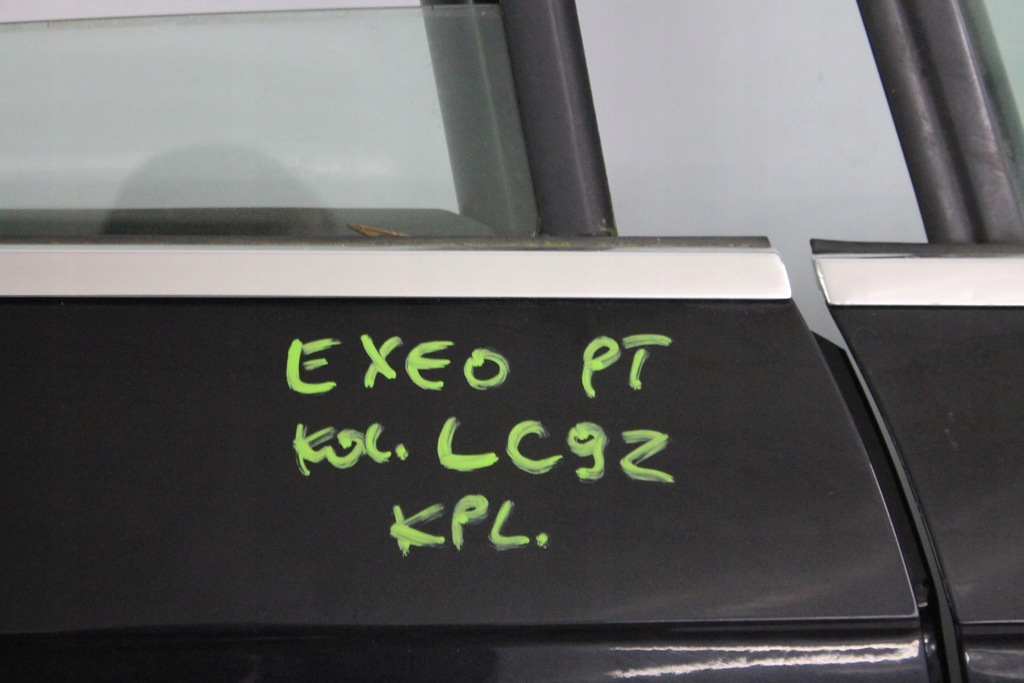 EXEO PT
KOL. LC9Z
KPL.